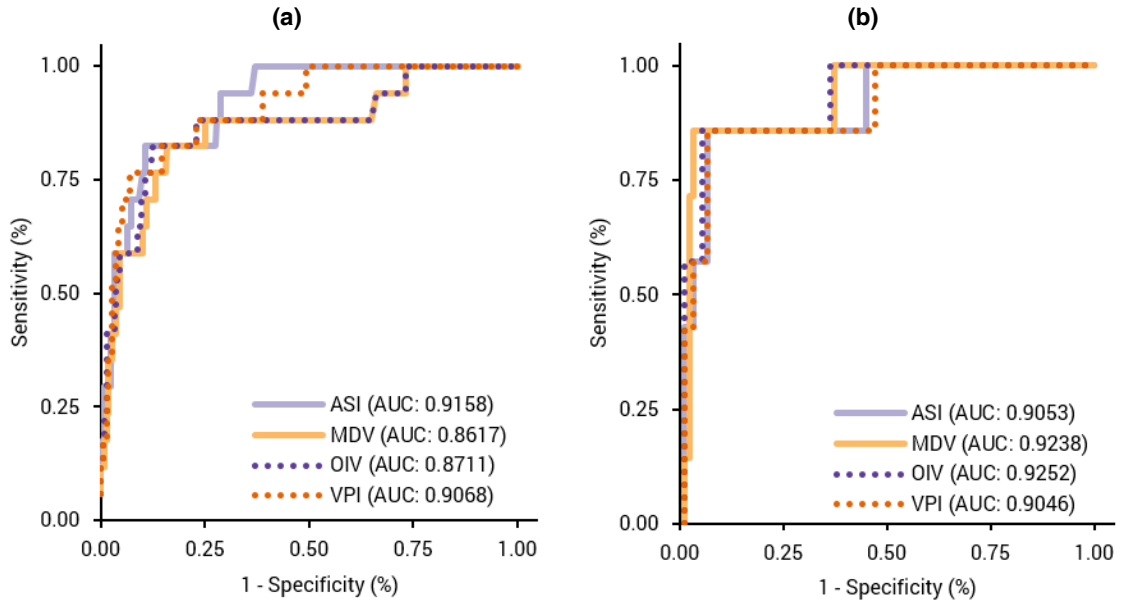 (a)
1.00
0.75
0.50
0.25
0.00
Sensitivity (%)
ASI (AUC: 0.9158)
MDV (AUC: 0.8617)
OIV (AUC: 0.8711)
VPI (AUC: 0.9068)
0.00 0.25 0.50 0.75 1.00
1 - Specificity (%)
(b)
1.00
0.75
0.50
0.25
0.00
Sensitivity (%)
ASI (AUC: 0.9053)
MDV (AUC: 0.9238)
OIV (AUC: 0.9252)
VPI (AUC: 0.9046)
0.00 0.25 0.50 0.75 1.00
1 - Specificity (%)